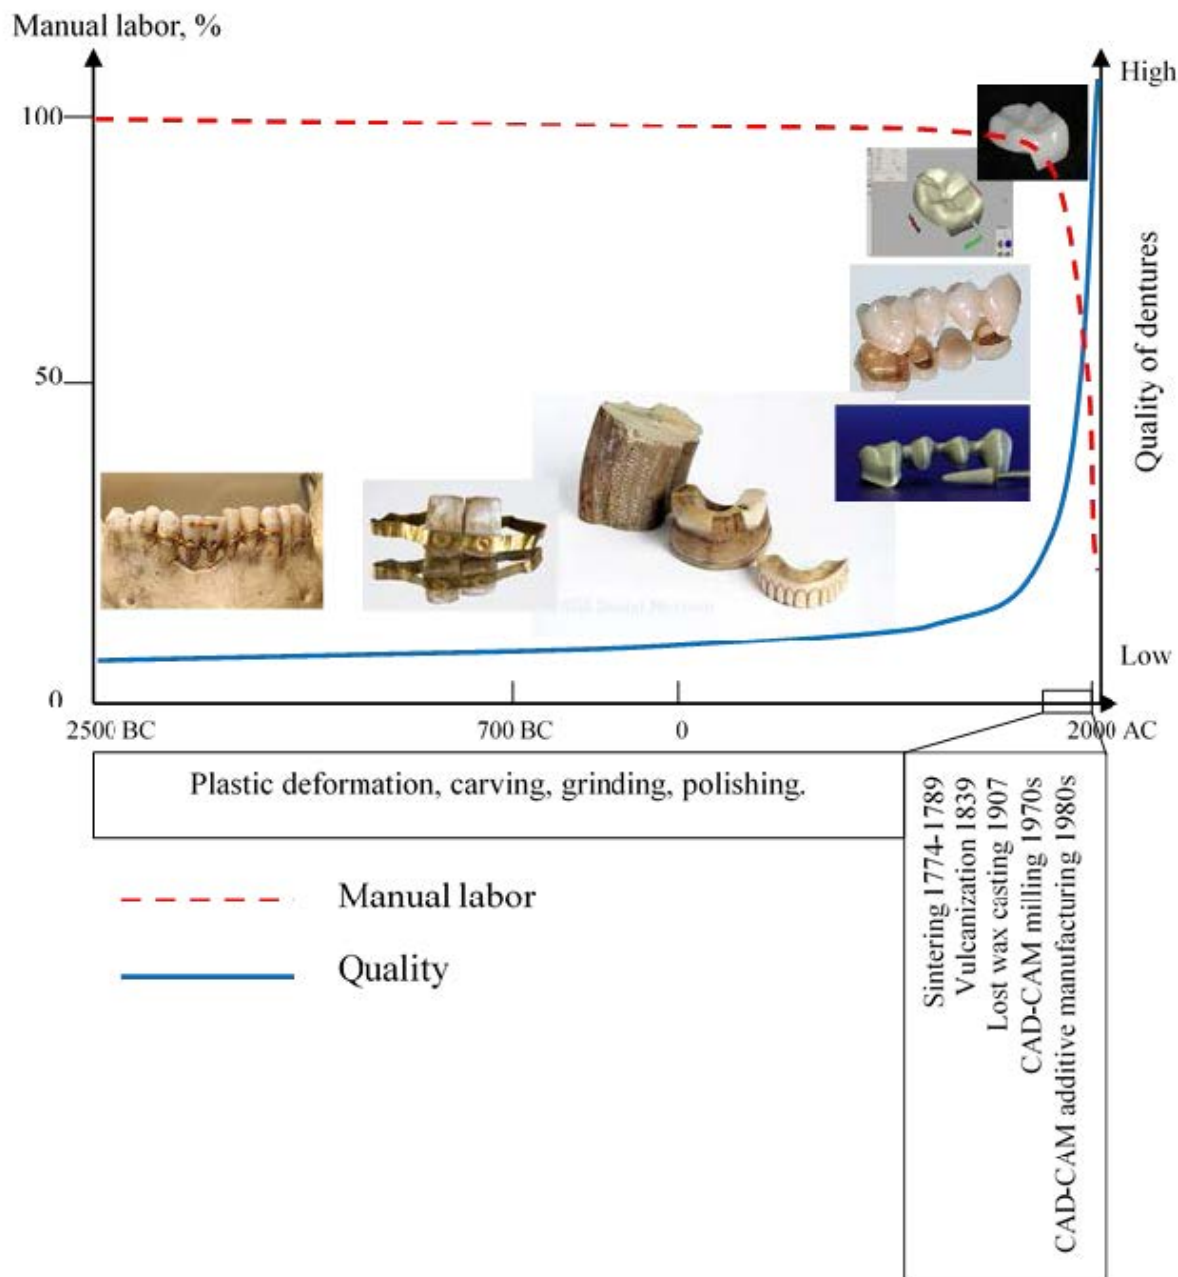 Manual labor, %
High
100
50
Quality of dentures
Low
0
2500 BC
700 BC
0
2000 AC
Plastic deformation, carving, grinding, polishing.
Sintering 1774-1789
Vulcanization 1839
Lost wax casting 1907
CAD-CAM milling 1970s
CAD-CAM additive manufacturing 1980s
Manual labor
Quality